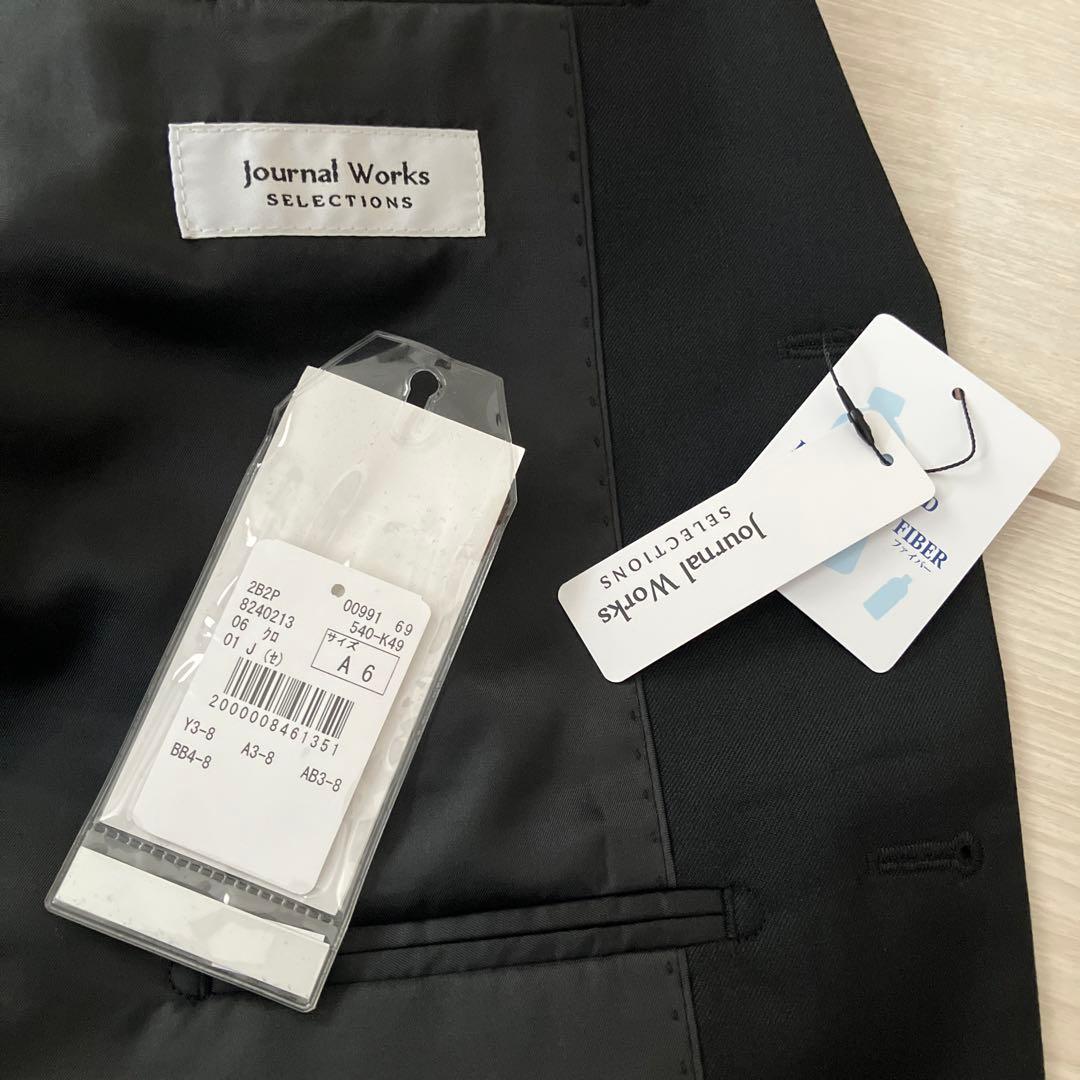 Journal Works
SELECTIONS
2B2P
00991 69
8240213
540-K49
06 クロ
サイズ
01 J (セ)
A 6
2000008461351
Y3-8
A3-8
BB4-8
AB3-8
Journal Works
SELECTIONS
FIBER
ファイバー